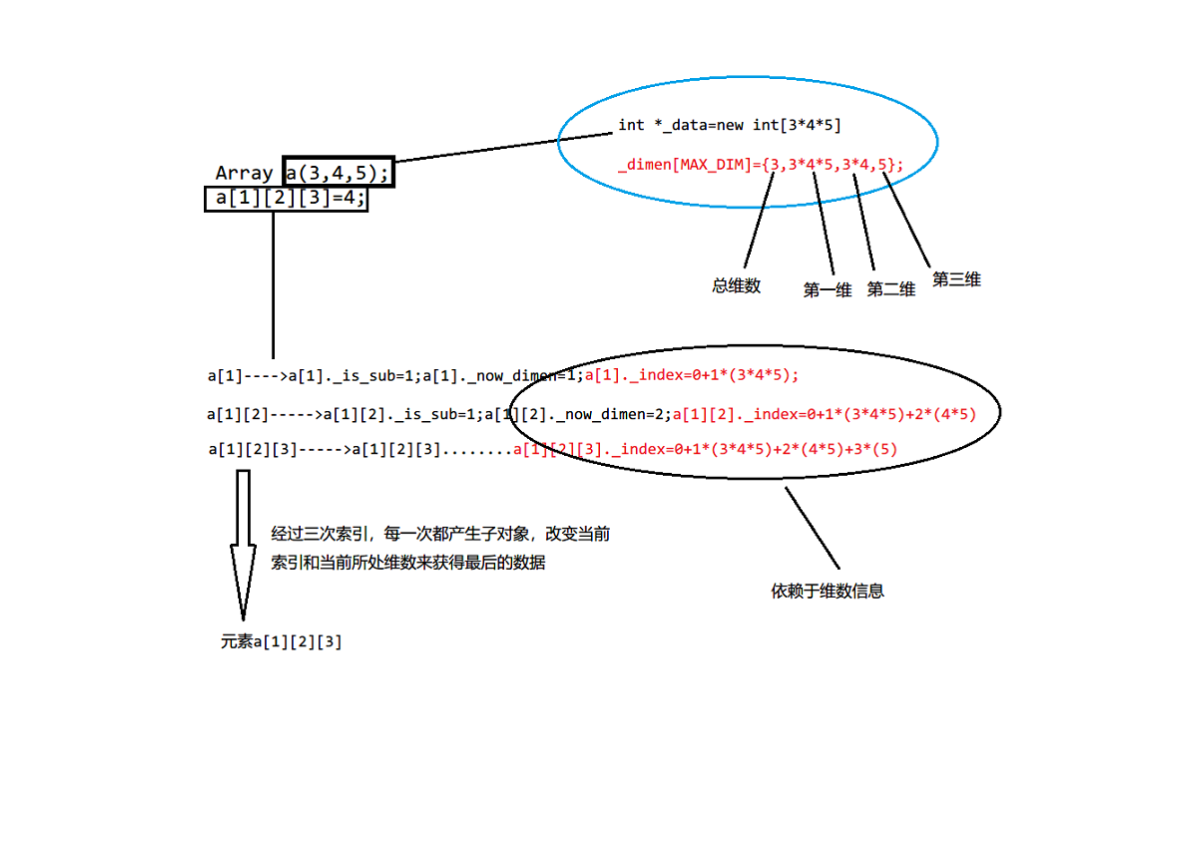 int *_data=new int[3*4*5]
_dimen[MAX_DIM]={3,3*4*5,3*4,5};
Array a(3,4,5);
a[1][2][3]=4;
总维数
第一维
第二维
第三维
a[1]---->a[1]._is_sub=1;a[1]._now_dimen=1;a[1]._index=0+1*(3*4*5);
a[1][2]----->a[1][2]._is_sub=1;a[1][2]._now_dimen=2;a[1][2]._index=0+1*(3*4*5)+2*(4*5)
a[1][2][3]----->a[1][2][3]........a[1][2][3]._index=0+1*(3*4*5)+2*(4*5)+3*(5)
经过三次索引，每一次都产生子对象，改变当前
索引和当前所处维数来获得最后的数据
依赖于维数信息
元素a[1][2][3]